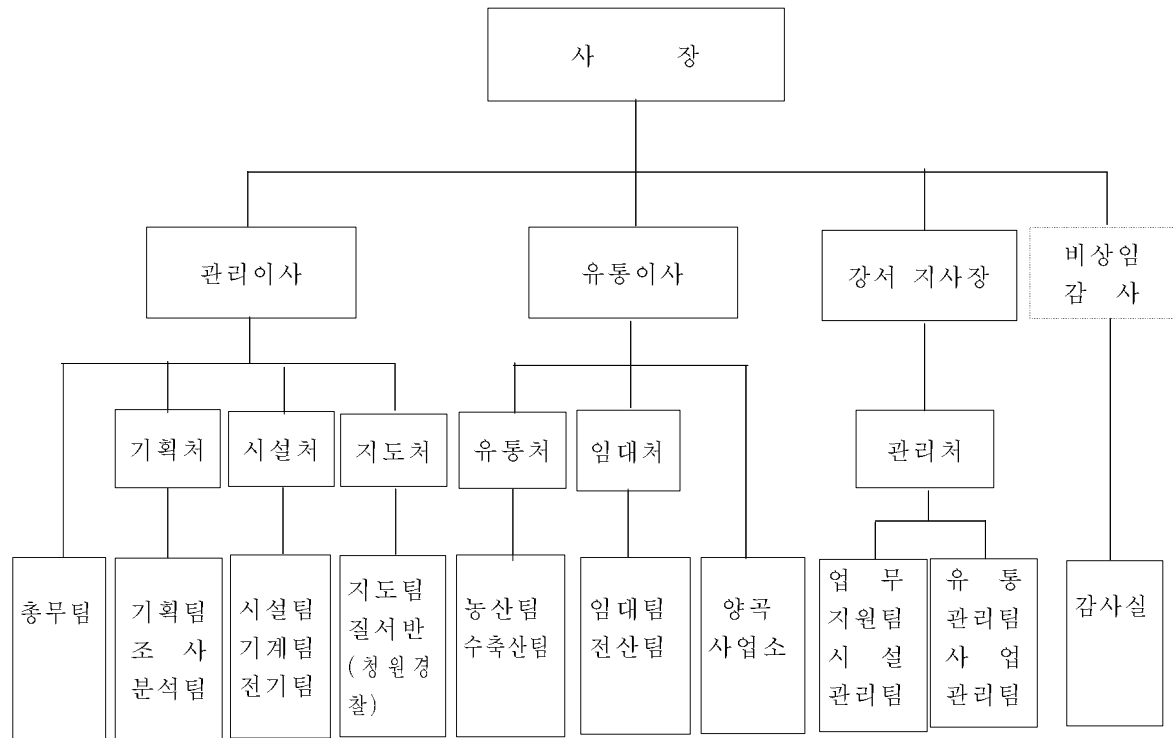 사 장
관리이사
유통이사
강서 지사장
비상임
감 사
기획처
시설처
지도처
유통처
임대처
관리처
총무팀
기획팀
조 사
분석팀
시설팀
기계팀
전기팀
지도팀
질서반
(청원경
찰)
농산팀
수축산팀
임대팀
전산팀
양곡
사업소
업 무
지원팀
시 설
관리팀
유 통
관리팀
사 업
관리팀
감사실